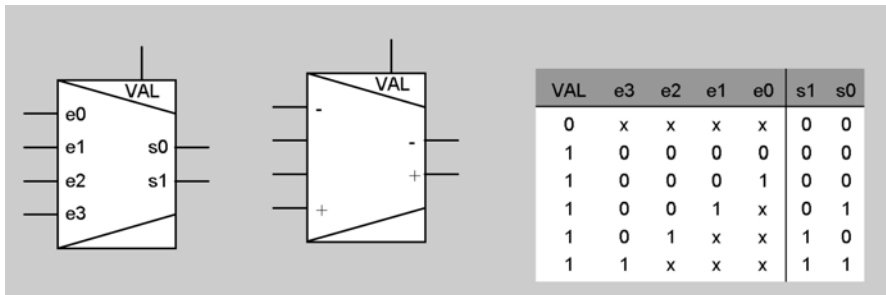 VAL
e0
e1 s0
e2 s1
e3
VAL
-
-
+
+
VAL e3 e2 e1 e0 s1 s0
0 x x x x 0 0
1 0 0 0 0 0 0
1 0 0 0 1 0 0
1 0 0 1 x 0 1
1 0 1 x x 1 0
1 1 x x x 1 1